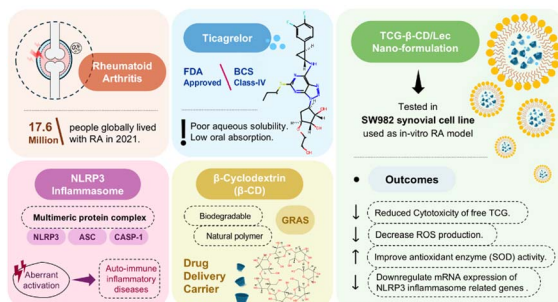 Rheumatoid
Arthritis
17.6
Million
people globally lived
with RA in 2021.
Ticagrelor
FDA
Approved
BCS
Class-IV
! Poor aqueous solubility.
Low oral absorption.
TCG-β-CD/Lec
Nano-formulation
Tested in
SW982 synovial cell line
used as in-vitro RA model
NLRP3
Inflammasome
Multimeric protein complex
NLRP3
ASC
CASP-1
Aberrant
activation
Auto-immune
inflammatory
diseases
β-Cyclodextrin
(β-CD)
Biodegradable
Natural polymer
GRAS
Drug
Delivery
Carrier
Outcomes
Reduced Cytotoxicity of free TCG.
Decrease ROS production.
Improve antioxidant enzyme (SOD) activity.
Downregulate mRNA expression of
NLRP3 inflammasome related genes .